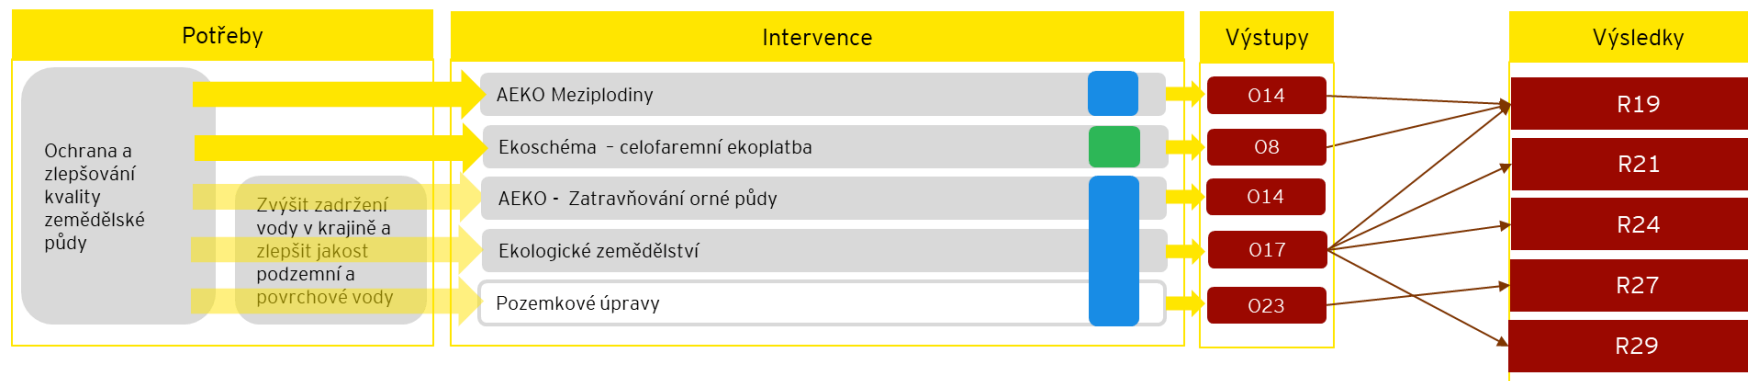 Potřeby
Intervence
Výstupy
Výsledky
Ochrana a
zlepšování
kvality
zemědělské
půdy
Zvýšit zadržení
vody v krajině a
zlepšit jakost
podzemní a
povrchové vody
AEKO Meziplodiny
Ekoschéma – celofaremní ekoplatba
AEKO - Zatravňování orné půdy
Ekologické zemědělství
Pozemkové úpravy
O14
O8
O14
O17
O23
R19
R21
R24
R27
R29